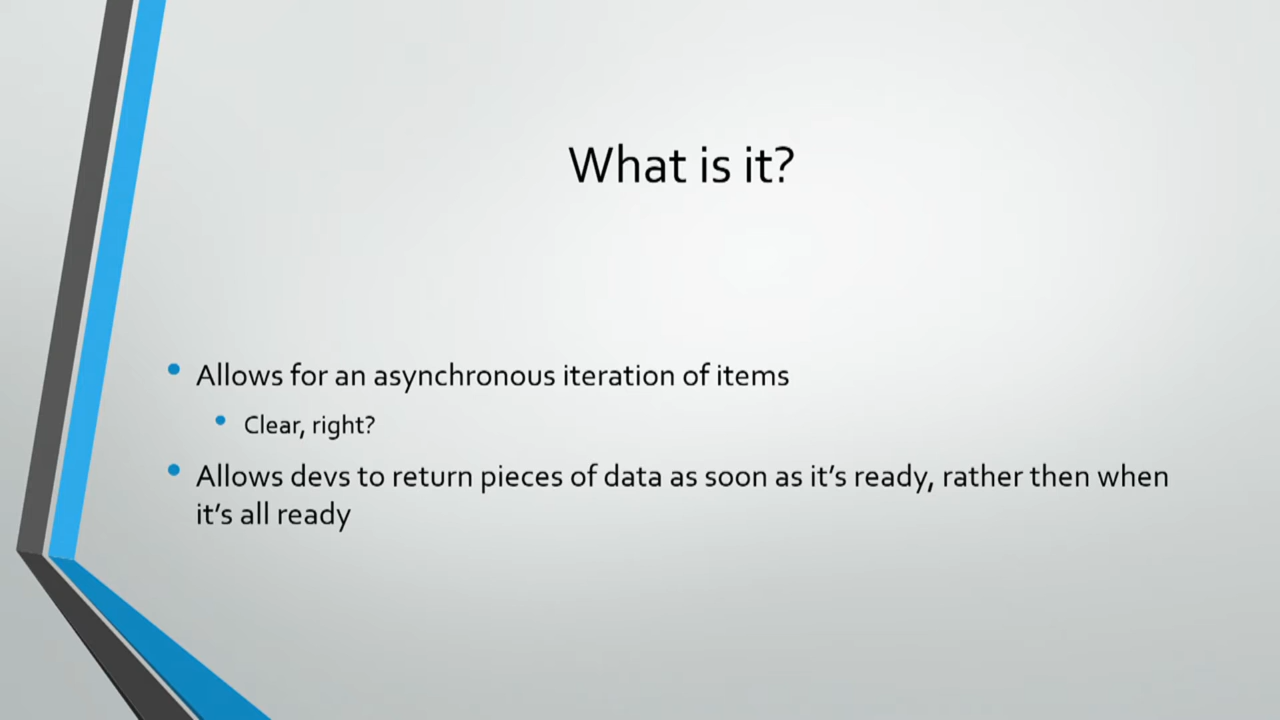 What is it?
Allows for an asynchronous iteration of items
Clear, right?
Allows devs to return pieces of data as soon as it’s ready, rather then when
it’s all ready